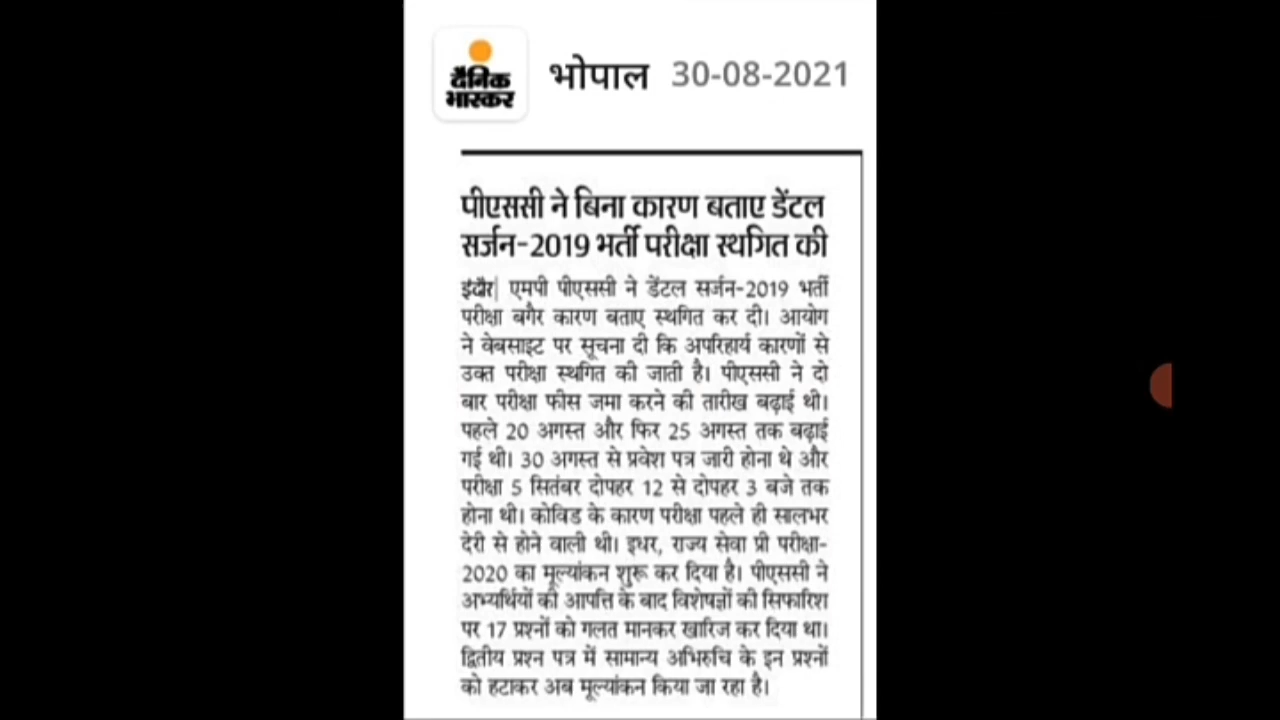 दैनिक
भास्कर
भोपाल 30-08-2021
पीएससी ने बिना कारण बताए डेंटल
सर्जन-2019 भर्ती परीक्षा स्थगित की
इंदौर| एमपी पीएससी ने डेंटल सर्जन-2019 भर्ती
परीक्षा बगैर कारण बताए स्थगित कर दी। आयोग
ने वेबसाइट पर सूचना दी कि अपरिहार्य कारणों से
उक्त परीक्षा स्थगित की जाती है। पीएससी ने दो
बार परीक्षा फीस जमा करने की तारीख बढ़ाई थी।
पहले 20 अगस्त और फिर 25 अगस्त तक बढ़ाई
गई थी। 30 अगस्त से प्रवेश पत्र जारी होना थे और
परीक्षा 5 सितंबर दोपहर 12 से दोपहर 3 बजे तक
होना थी। कोविड के कारण परीक्षा पहले ही सालभर
देरी से होने वाली थी। इधर, राज्य सेवा प्री परीक्षा-
2020 का मूल्यांकन शुरू कर दिया है। पीएससी ने
अभ्यर्थियों की आपत्ति के बाद विशेषज्ञों की सिफारिश
पर 17 प्रश्नों को गलत मानकर खारिज कर दिया था।
द्वितीय प्रश्न पत्र में सामान्य अभिरुचि के इन प्रश्नों
को हटाकर अब मूल्यांकन किया जा रहा है।